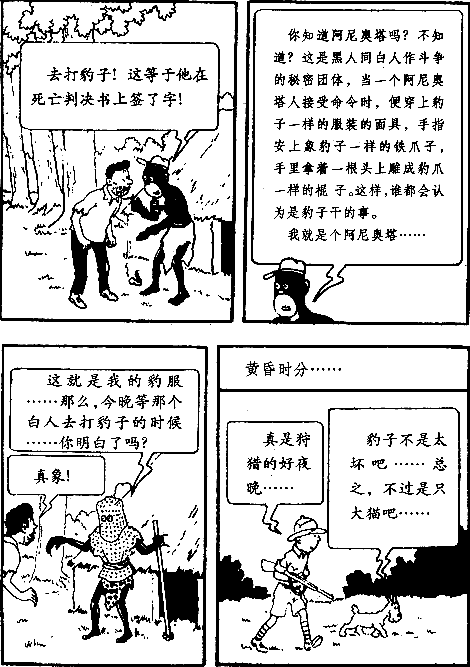 去打豹子！这等于他在
死亡判决书上签了字！
你知道阿尼奥塔吗？不知
道？这是黑人同白人作斗争
的秘密团体，当一个阿尼奥
塔人接受命令时，便穿上豹
子一样的服装的面具，手指
安上象豹子一样的铁爪子，
手里拿着一根头上雕成豹爪
一样的棍子。这样，谁都会认
为是豹子干的事。
我就是个阿尼奥塔……
这就是我的豹服
……那么，今晚等那个
白人去打豹子的时候
……你明白了吗？
真象！
黄昏时分……
真是狩
猎的好夜
晚……
豹子不是太
坏吧……总
之，不过是只
大猫吧……